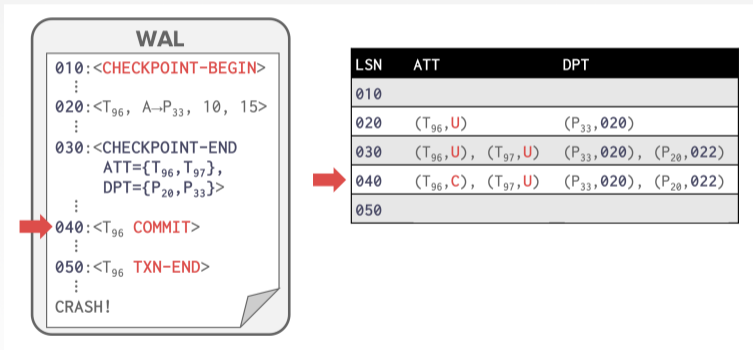 WAL
010:<CHECKPOINT-BEGIN>
⋮
020:<T₉₆, A→P₃₃, 10, 15>
⋮
030:<CHECKPOINT-END
ATT={T₉₆,T₉₇},
DPT={P₂₀,P₃₃}>
⋮
040:<T₉₆ COMMIT>
⋮
050:<T₉₆ TXN-END>
⋮
CRASH!
LSN ATT DPT
010
020 (T₉₆,U) (P₃₃,020)
030 (T₉₆,U), (T₉₇,U) (P₃₃,020), (P₂₀,022)
040 (T₉₆,C), (T₉₇,U) (P₃₃,020), (P₂₀,022)
050